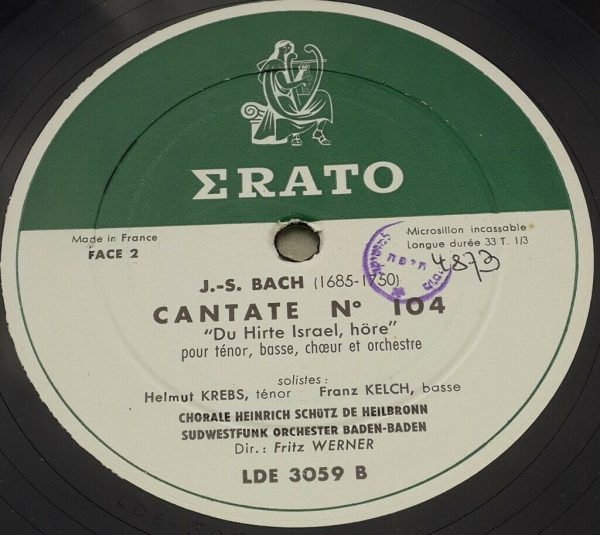 ΣRATO
Made in France
FACE 2
Microsillon incassable
Longue durée 33 T. 1/3
חיפה
4873
J.-S. BACH (1685-1750)
CANTATE Nº 104
"Du Hirte Israel, höre"
pour ténor, basse, chœur et orchestre
solistes :
Helmut KREBS, ténor Franz KELCH, basse
CHORALE HEINRICH SCHÜTZ DE HEILBRONN
SUDWESTFUNK ORCHESTER BADEN-BADEN
Dir. : Fritz WERNER
LDE 3059 B